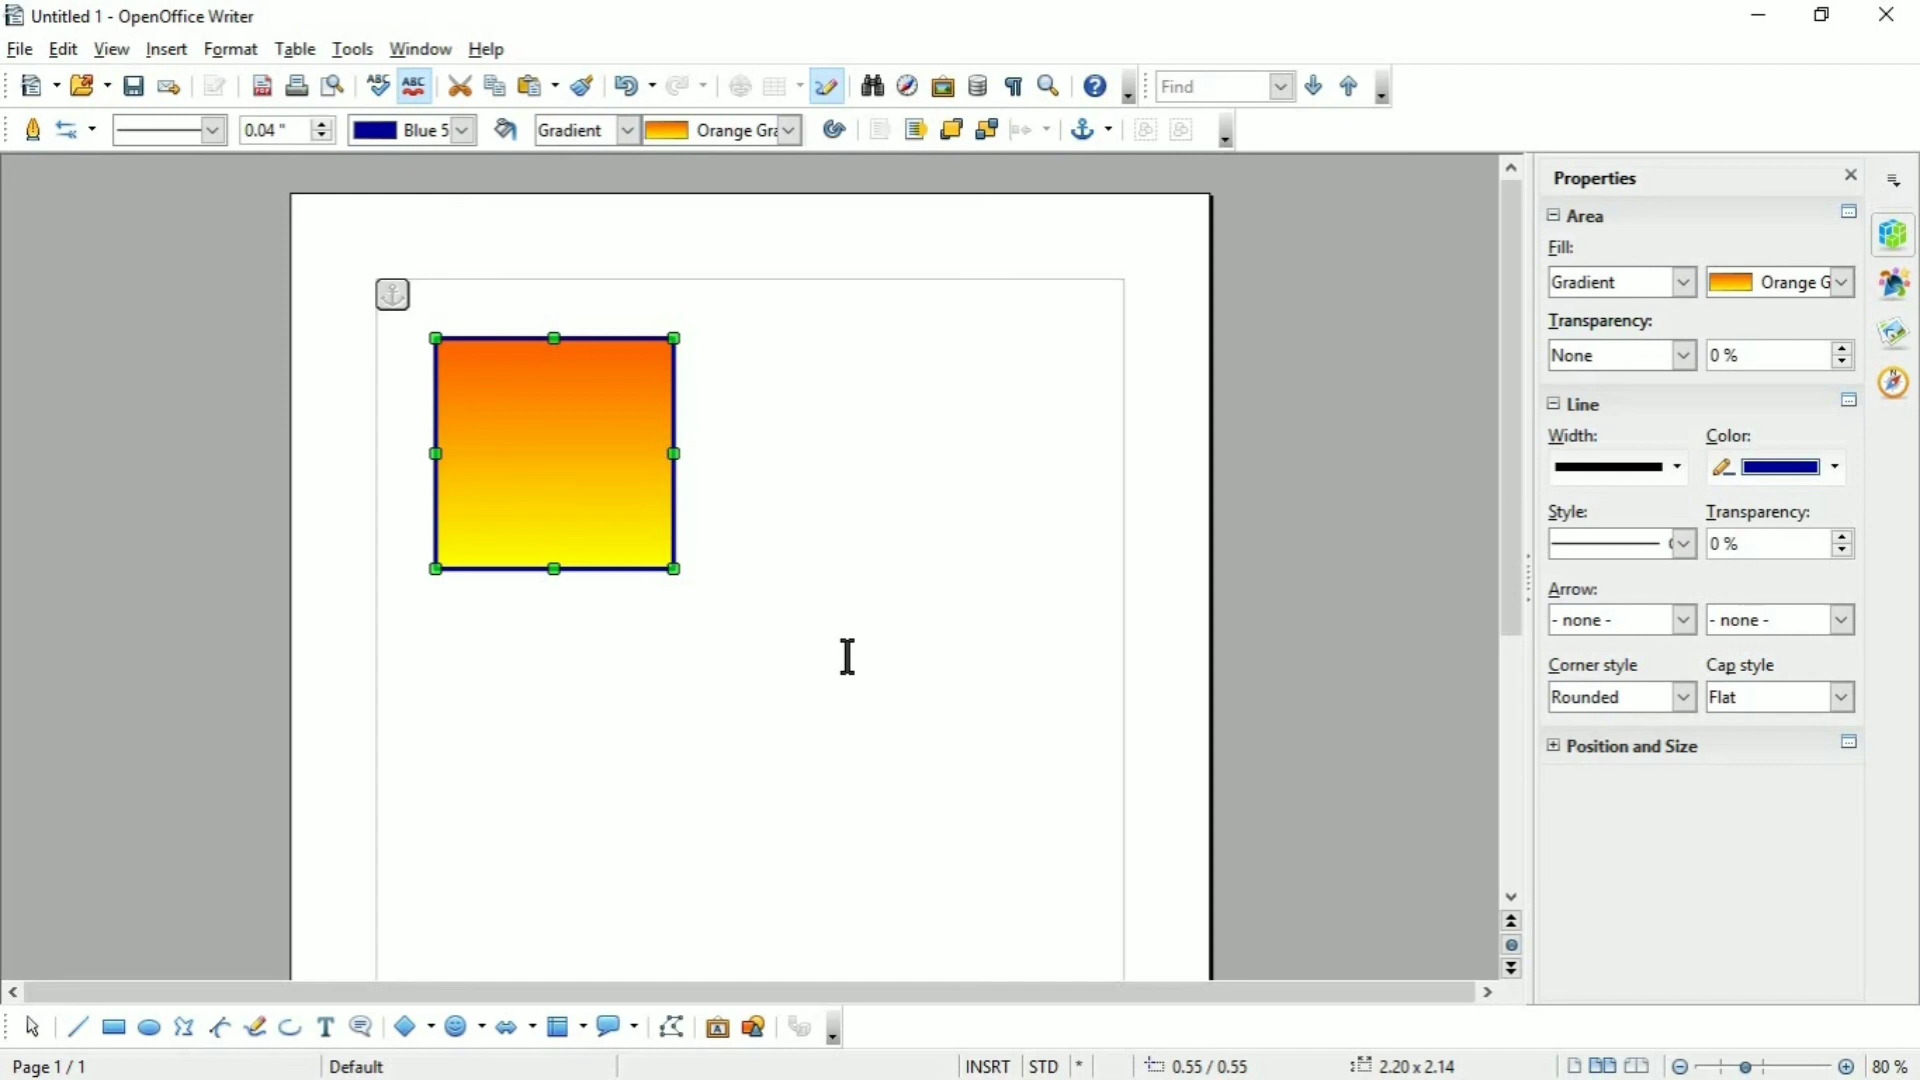 Untitled 1 - OpenOffice Writer
File Edit View Insert Format Table Tools Window Help
ABC ABC Find
0.04 " Blue 5 Gradient Orange Gra
Properties
Area
Fill:
Gradient Orange G
Transparency:
None 0 %
Line
Width: Color:
Style: Transparency:
0 %
Arrow:
- none - - none -
Corner style Cap style
Rounded Flat
Position and Size
T A
Page 1 / 1 Default INSRT STD * 0.55 / 0.55 2.20 x 2.14 80 %